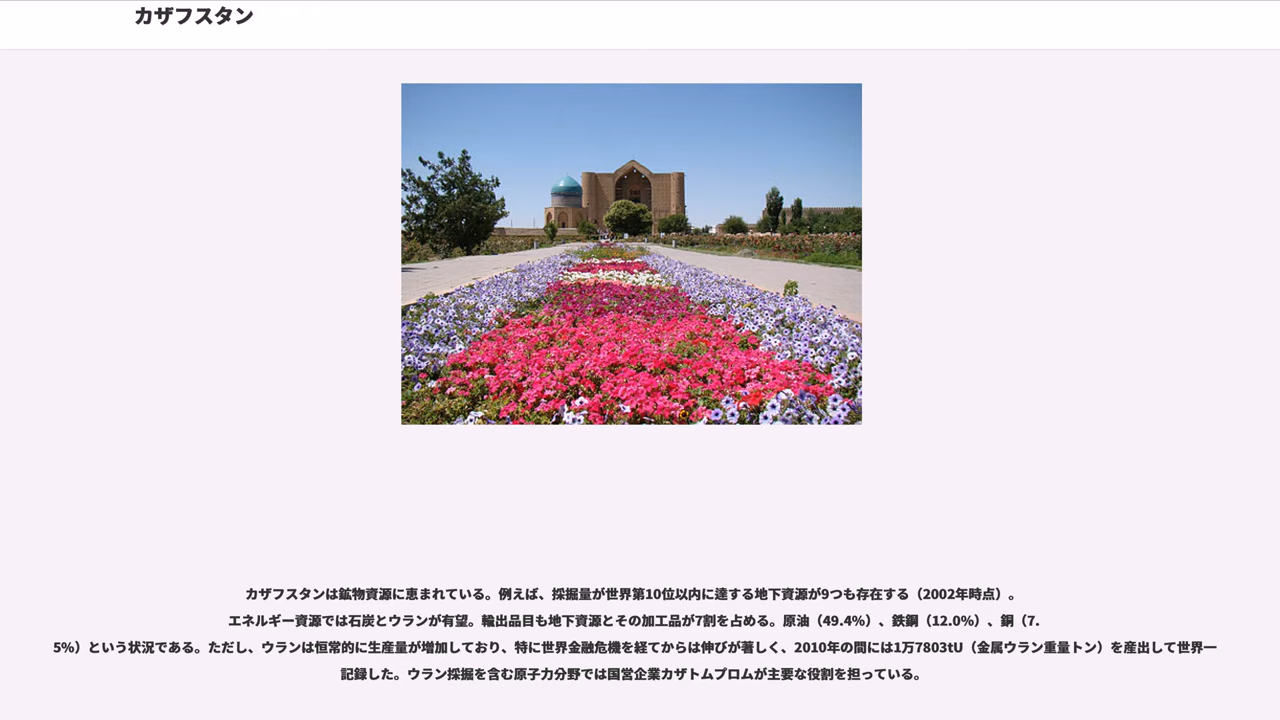 カザフスタン
カザフスタンは鉱物資源に恵まれている。例えば、採掘量が世界第10位以内に達する地下資源が9つも存在する（2002年時点）。
エネルギー資源では石炭とウランが有望。輸出品目も地下資源とその加工品が7割を占める。原油（49.4%）、鉄鋼（12.0%）、銅（7.
5%）という状況である。ただし、ウランは恒常的に生産量が増加しており、特に世界金融危機を経てからは伸びが著しく、2010年の間には1万7803tU（金属ウラン重量トン）を産出して世界一
記録した。ウラン採掘を含む原子力分野では国営企業カザトムプロムが主要な役割を担っている。